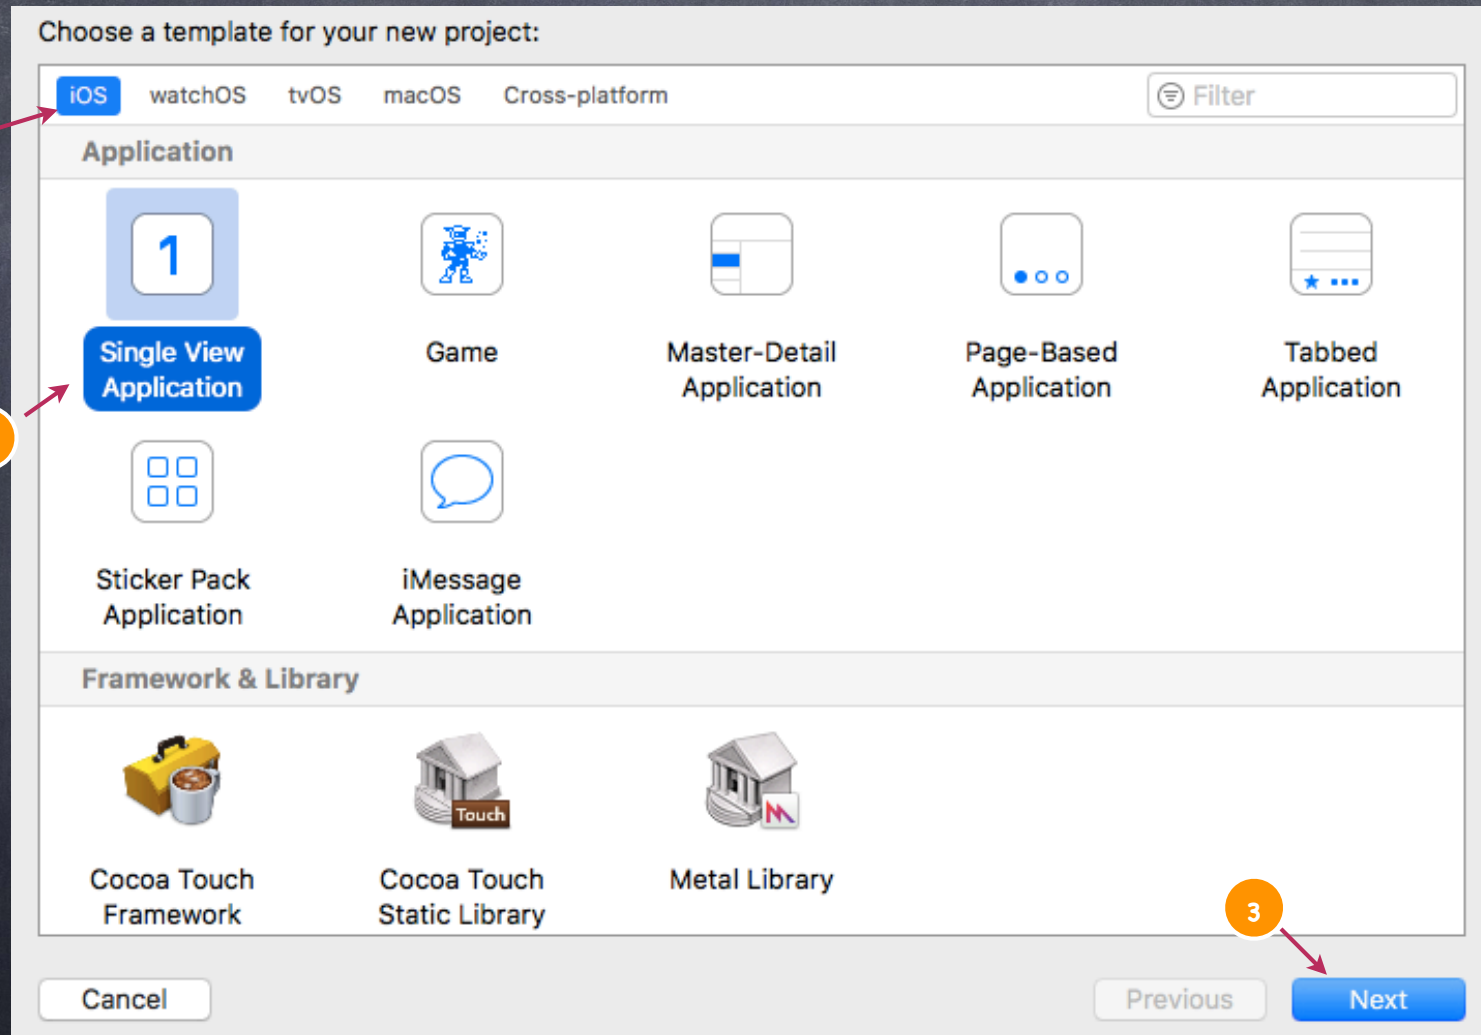 Choose a template for your new project:
iOS watchOS tvOS macOS Cross-platform Filter
Application
1
Single View Application
Game
Master-Detail Application
Page-Based Application
Tabbed Application
Sticker Pack Application
iMessage Application
Framework & Library
Touch
Cocoa Touch Framework
Cocoa Touch Static Library
Metal Library
3
Cancel Previous Next